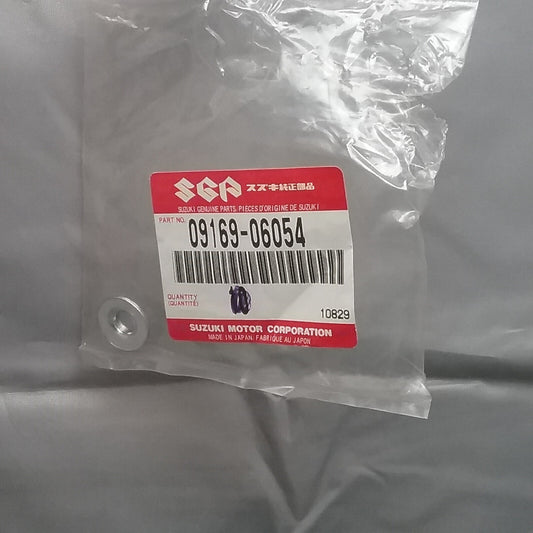 SGP スズキ純正部品
SUZUKI GENUINE PARTS PIÈCES D'ORIGINE DE SUZUKI
PART NO. 09169-06054
QUANTITY
(QUANTITÉ)
10829
SUZUKI MOTOR CORPORATION
MADE IN JAPAN FABRIQUÉ AU JAPON